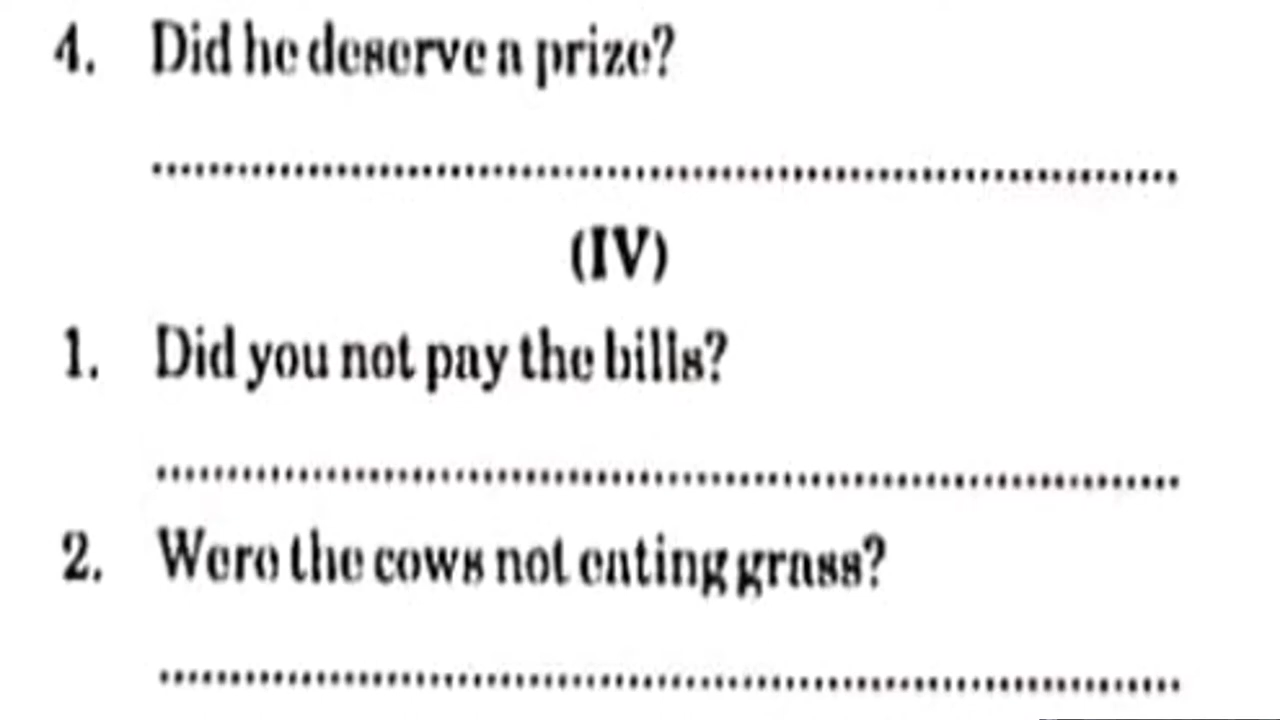 4. Did he deserve a prize?
(IV)
1. Did you not pay the bills?
2. Were the cows not eating grass?